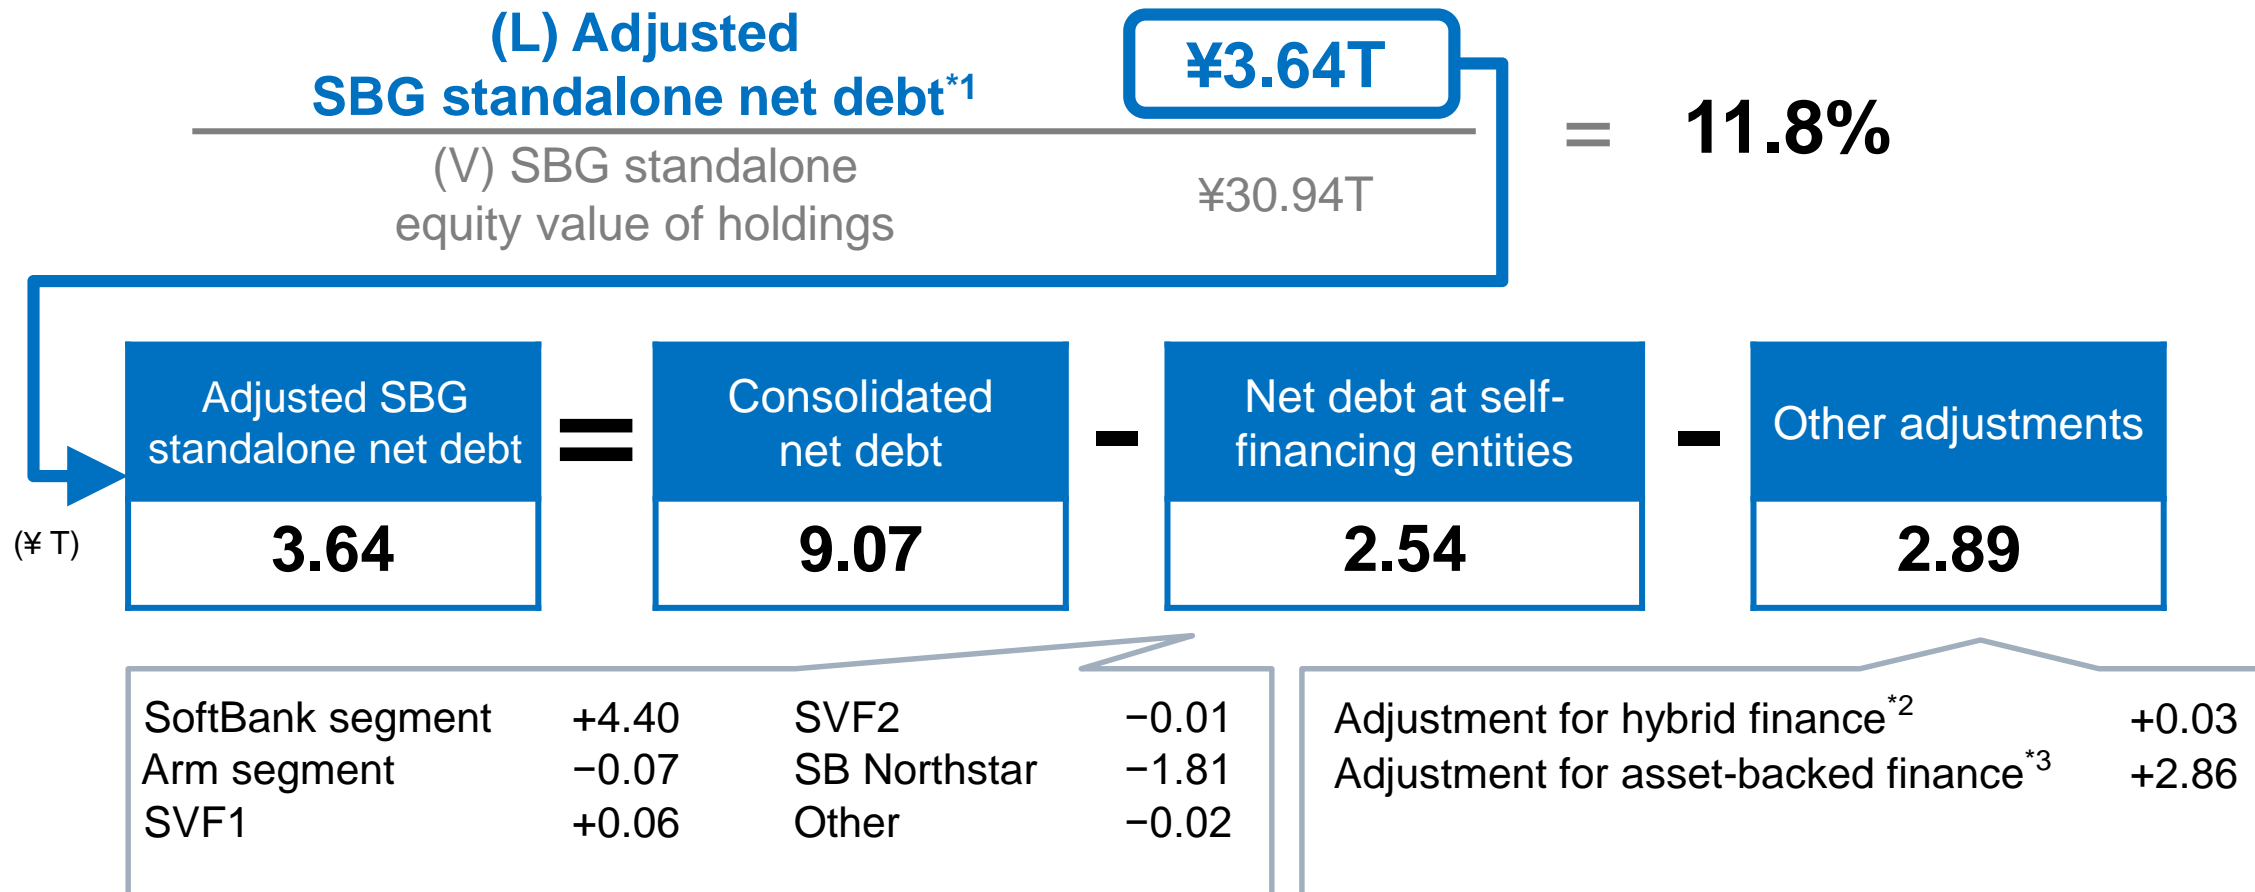 (L) Adjusted
SBG standalone net debt*1
¥3.64T
(V) SBG standalone
equity value of holdings
¥30.94T
= 11.8%
Adjusted SBG
standalone net debt
=
Consolidated
net debt
-
Net debt at self-
financing entities
-
Other adjustments
(¥ T)
3.64
9.07
2.54
2.89
SoftBank segment +4.40
Arm segment −0.07
SVF1 +0.06
SVF2 −0.01
SB Northstar −1.81
Other −0.02
Adjustment for hybrid finance*2 +0.03
Adjustment for asset-backed finance*3 +2.86